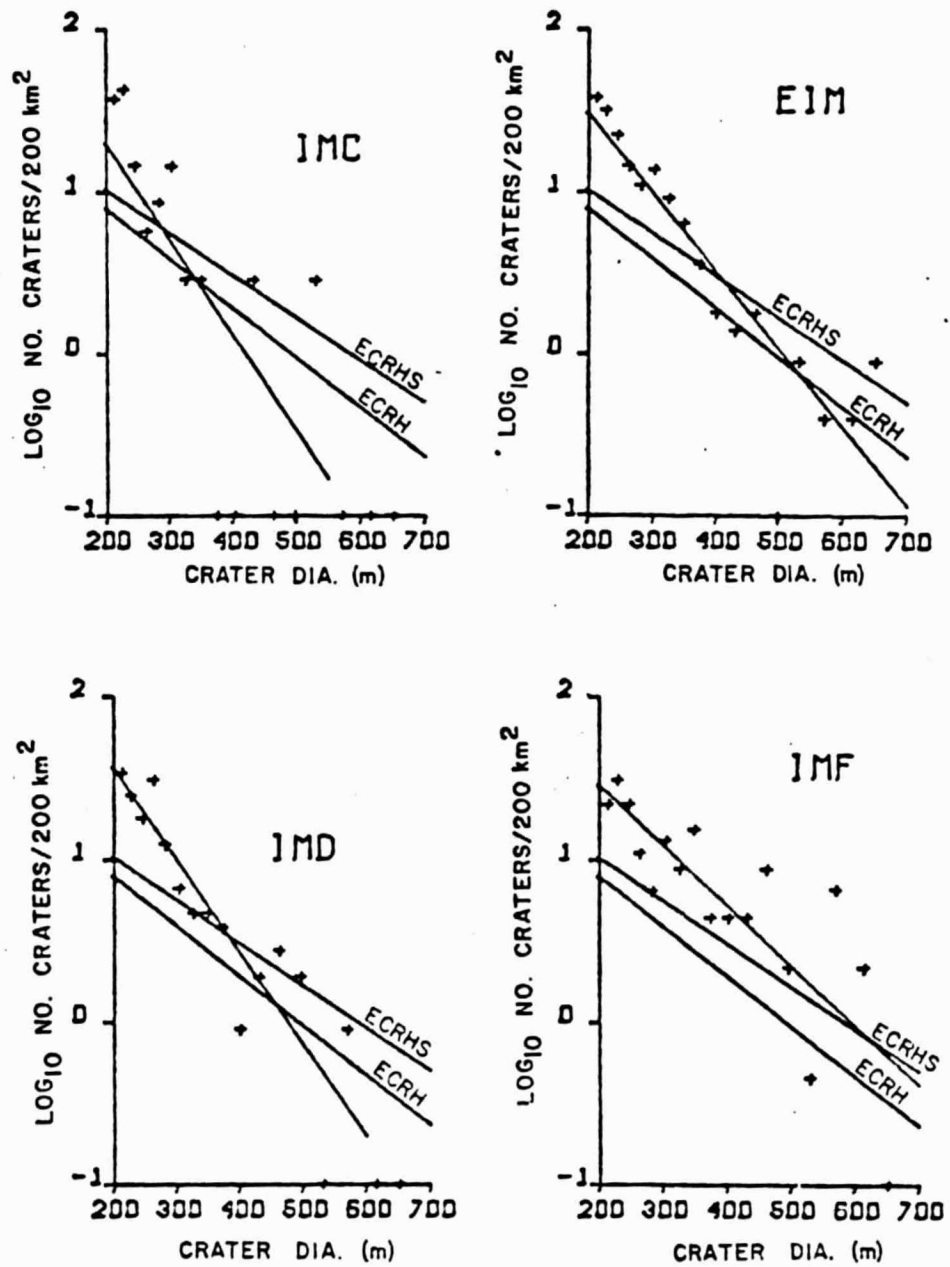 2
1
0
-1
LOG10 NO. CRATERS/200 km2
IMC
ECRHS
ECRH
200 300 400 500 600 700
CRATER DIA. (m)
2
1
0
-1
LOG10 NO. CRATERS/200 km2
EIM
ECRHS
ECRH
200 300 400 500 600 700
CRATER DIA. (m)
2
1
0
-1
LOG10 NO. CRATERS/200 km2
IMD
ECRHS
ECRH
200 300 400 500 600 700
CRATER DIA. (m)
2
1
0
-1
LOG10 NO. CRATERS/200 km2
IMF
ECRHS
ECRH
200 300 400 500 600 700
CRATER DIA. (m)